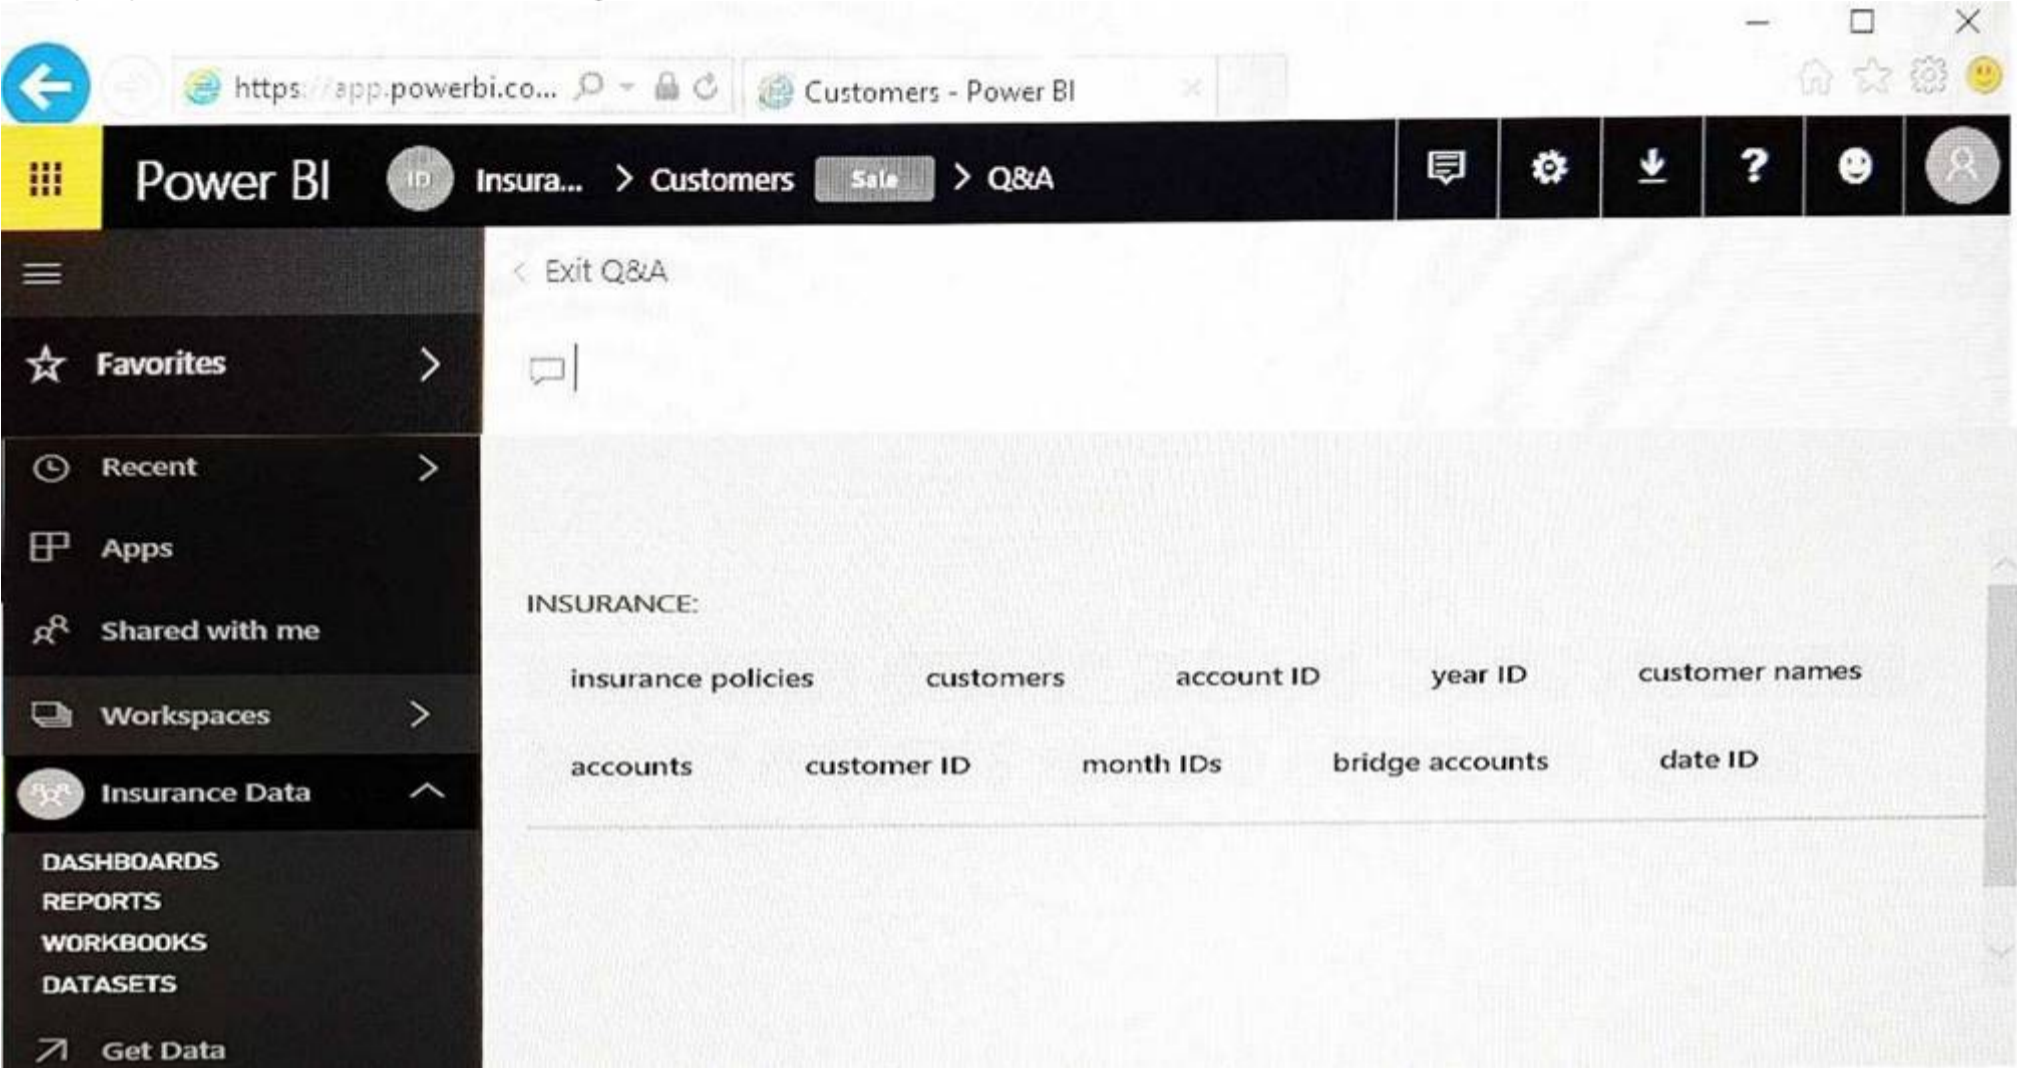 https://app.powerbi.co...
Customers - Power BI
Power BI
ID
Insura... > Customers Sale > Q&A
?
Exit Q&A
Favorites
Recent
Apps
Shared with me
Workspaces
Insurance Data
DASHBOARDS
REPORTS
WORKBOOKS
DATASETS
Get Data
INSURANCE:
insurance policies customers account ID year ID customer names
accounts customer ID month IDs bridge accounts date ID